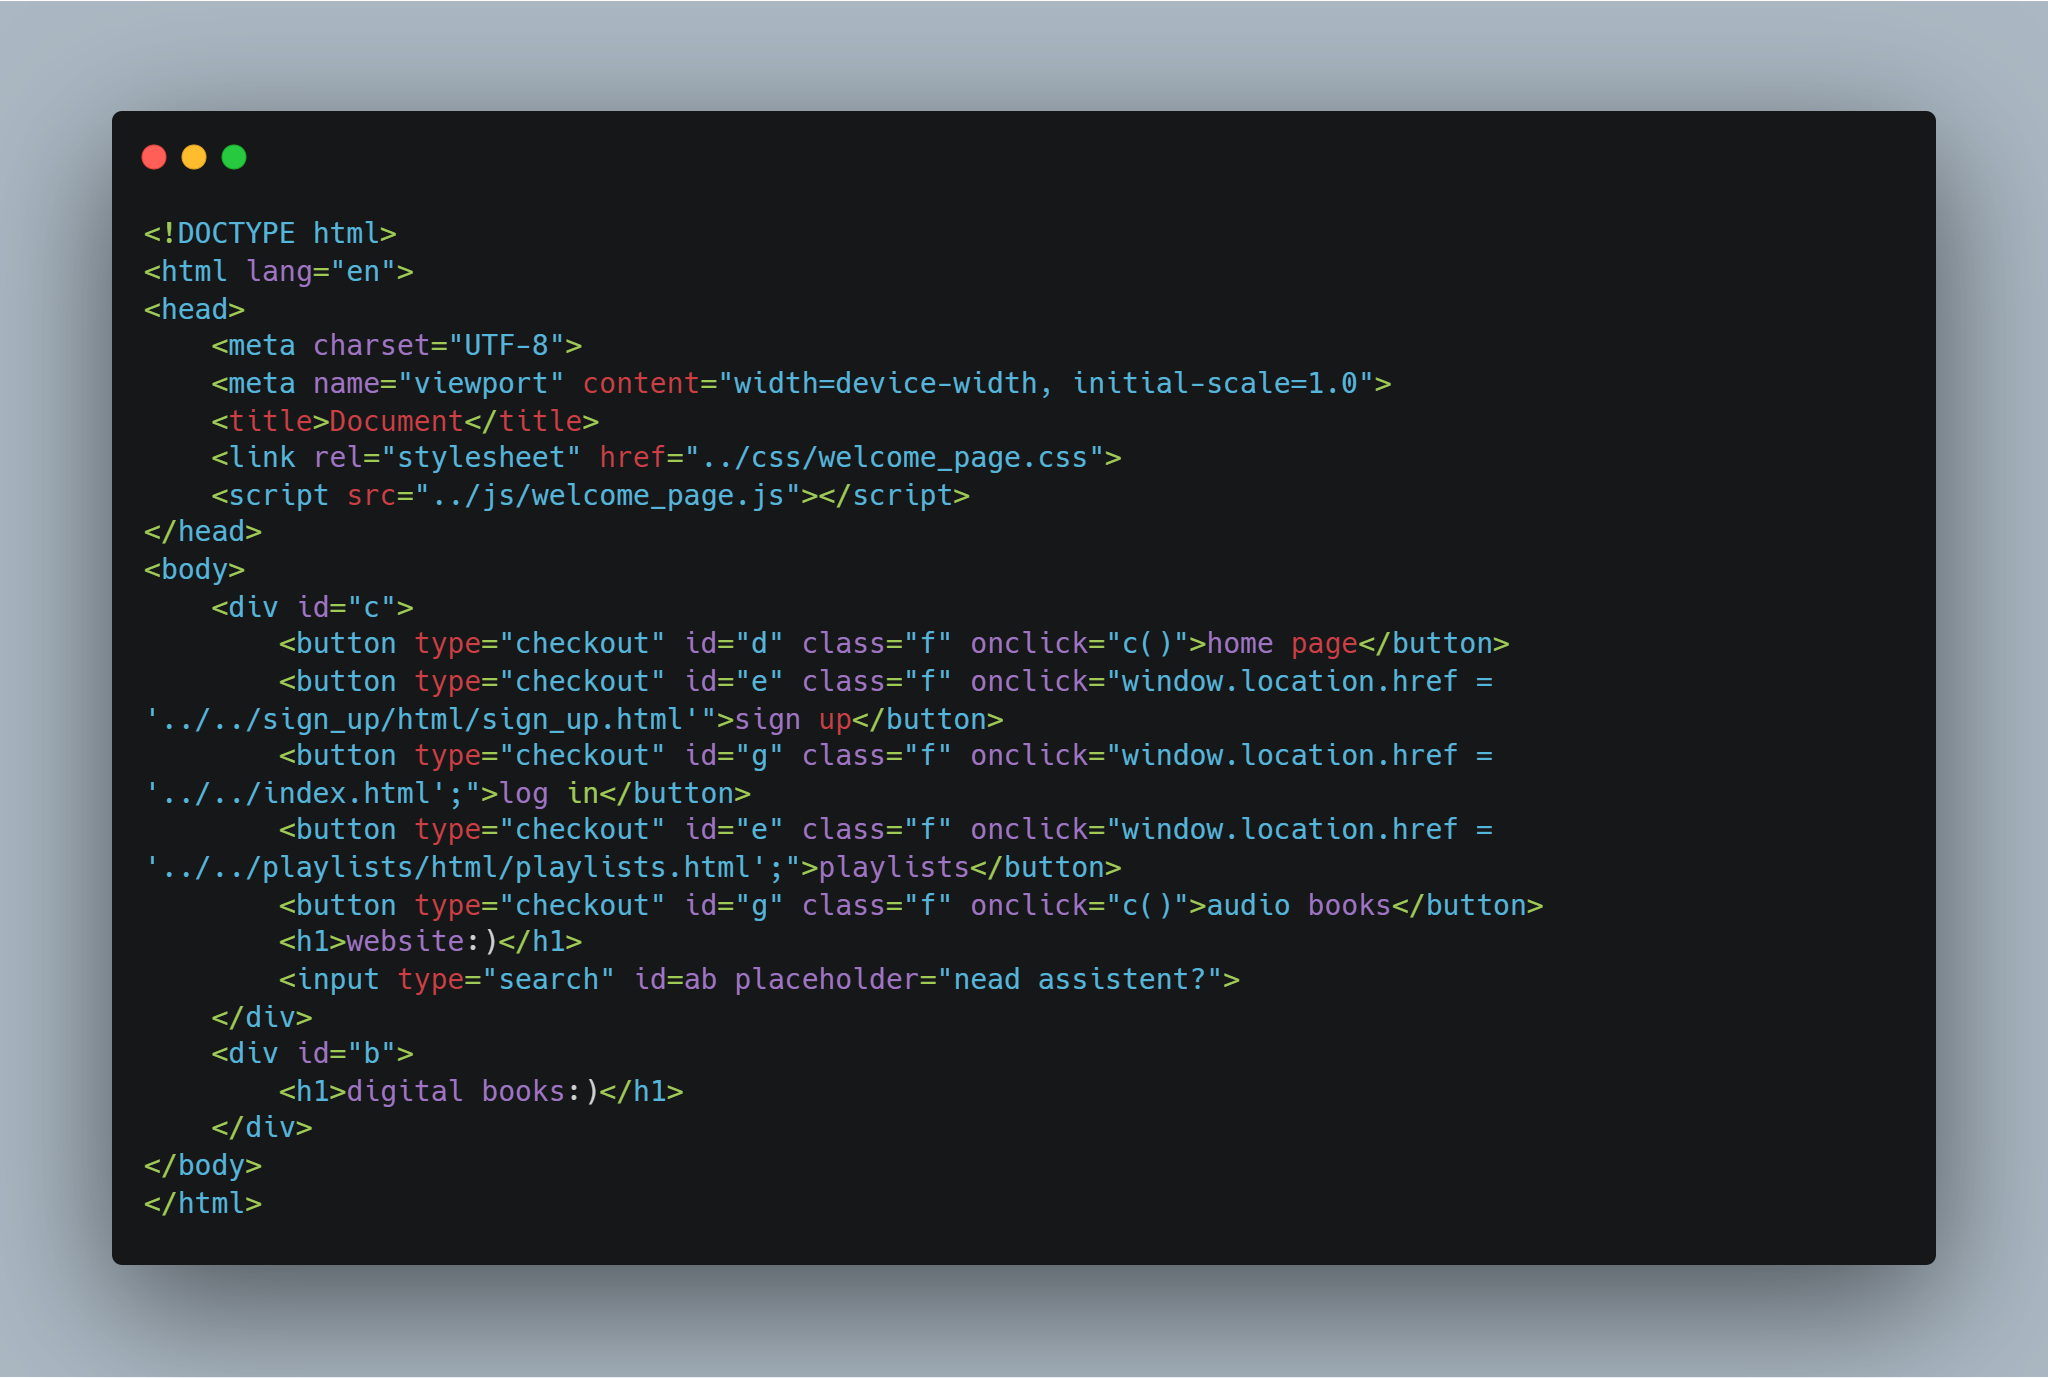 <!DOCTYPE html>
<html lang="en">
<head>
    <meta charset="UTF-8">
    <meta name="viewport" content="width=device-width, initial-scale=1.0">
    <title>Document</title>
    <link rel="stylesheet" href="../css/welcome_page.css">
    <script src="../js/welcome_page.js"></script>
</head>
<body>
    <div id="c">
        <button type="checkout" id="d" class="f" onclick="c()">home page</button>
        <button type="checkout" id="e" class="f" onclick="window.location.href =
'../../sign_up/html/sign_up.html'">sign up</button>
        <button type="checkout" id="g" class="f" onclick="window.location.href =
'../../index.html';">log in</button>
        <button type="checkout" id="e" class="f" onclick="window.location.href =
'../../playlists/html/playlists.html';">playlists</button>
        <button type="checkout" id="g" class="f" onclick="c()">audio books</button>
        <h1>website:)</h1>
        <input type="search" id=ab placeholder="nead assistent?">
    </div>
    <div id="b">
        <h1>digital books:)</h1>
    </div>
</body>
</html>